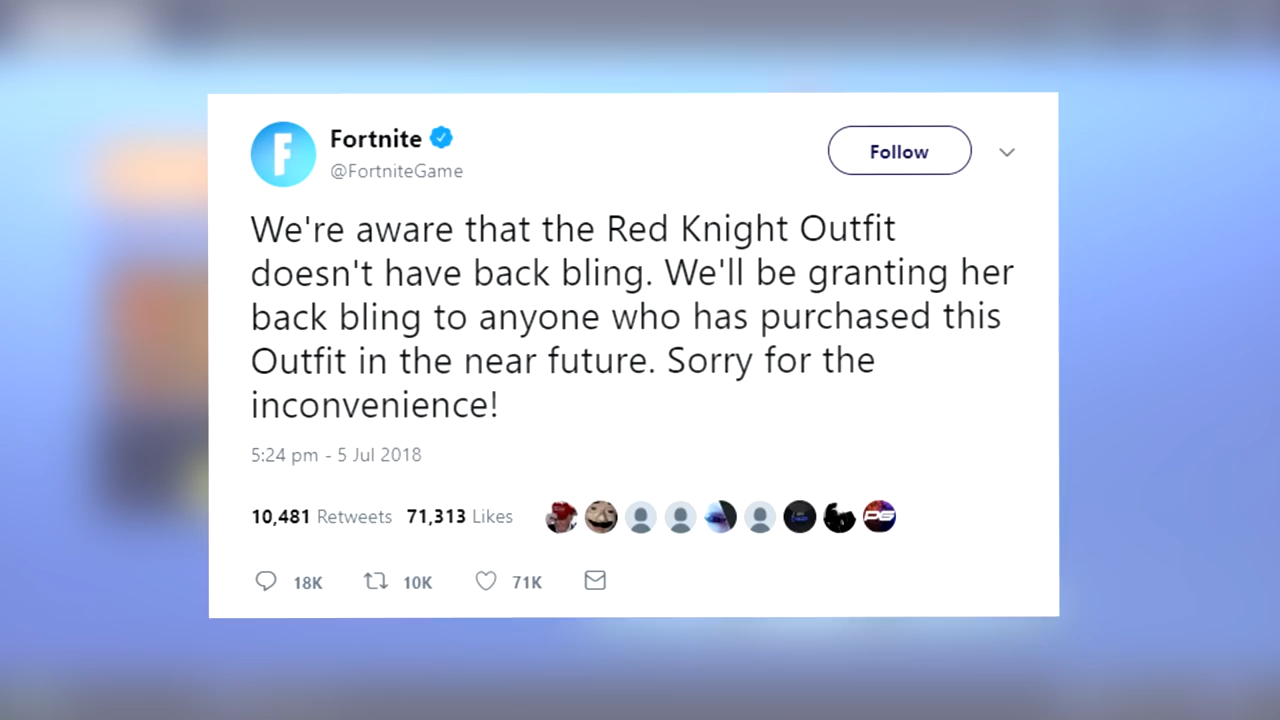 F
Fortnite
@FortniteGame
Follow
We're aware that the Red Knight Outfit
doesn't have back bling. We'll be granting her
back bling to anyone who has purchased this
Outfit in the near future. Sorry for the
inconvenience!
5:24 pm - 5 Jul 2018
10,481 Retweets 71,313 Likes
18K 10K 71K